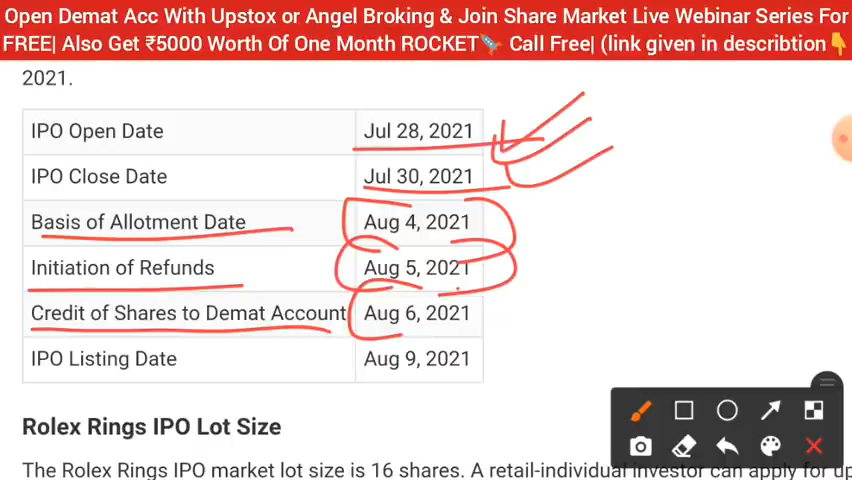 Open Demat Acc With Upstox or Angel Broking & Join Share Market Live Webinar Series For
FREE| Also Get ₹5000 Worth Of One Month ROCKET🚀 Call Free| (link given in describtion👇
2021.
IPO Open Date Jul 28, 2021
IPO Close Date Jul 30, 2021
Basis of Allotment Date Aug 4, 2021
Initiation of Refunds Aug 5, 2021
Credit of Shares to Demat Account Aug 6, 2021
IPO Listing Date Aug 9, 2021
Rolex Rings IPO Lot Size
The Rolex Rings IPO market lot size is 16 shares. A retail-individual investor can apply for up